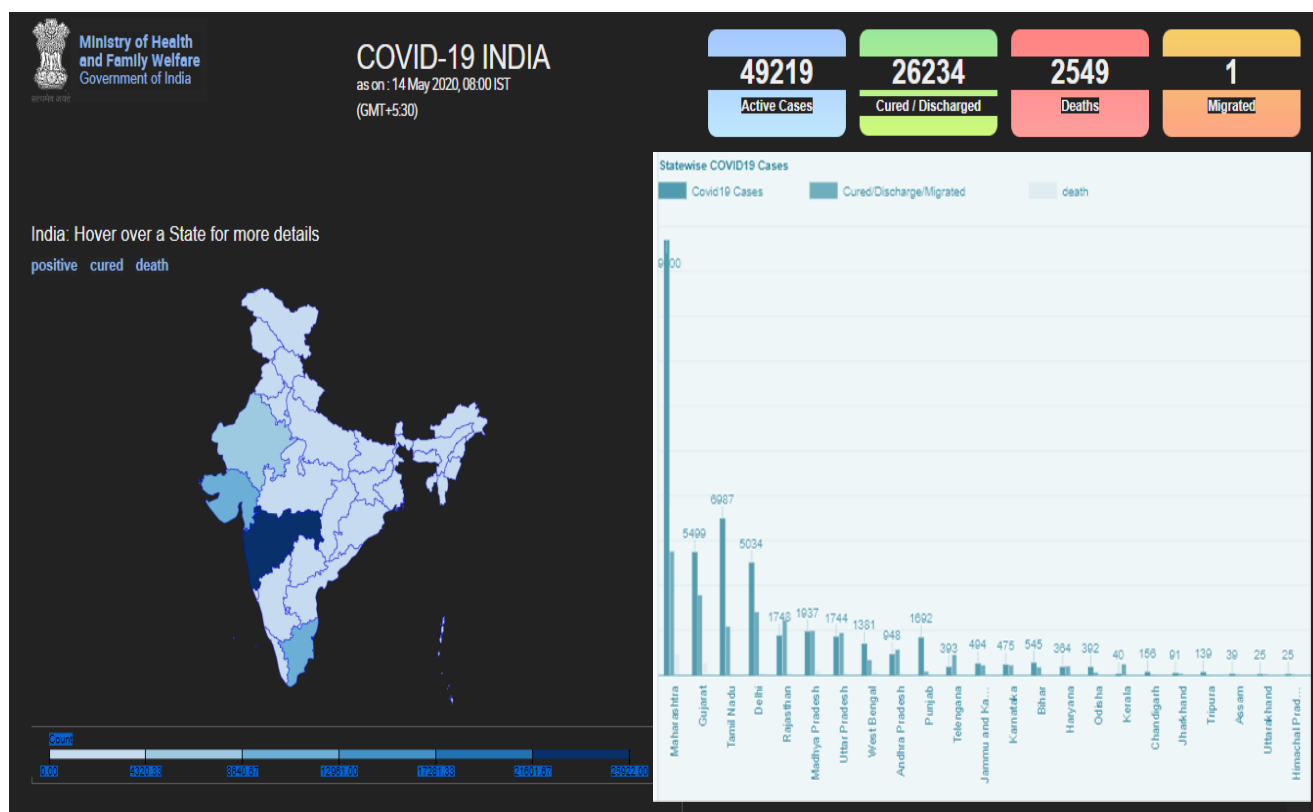 Ministry of Health
and Family Welfare
Government of India
सत्यमेव जयते
COVID-19 INDIA
as on : 14 May 2020, 08:00 IST
(GMT+5:30)
49219
Active Cases
26234
Cured / Discharged
2549
Deaths
1
Migrated
India: Hover over a State for more details
positive cured death
Count
0.00 4320.33 8640.67 12961.00 17281.33 21601.67 25922.00
Statewise COVID19 Cases
Covid19 Cases Cured/Discharge/Migrated death
5499
6987
5034
1748
1937
1744
1381
948
1692
393
494
475
545
364
392
40
156
91
139
39
25
25
Maharashtra
Gujarat
Tamil Nadu
Delhi
Rajasthan
Madhya Pradesh
Uttar Pradesh
West Bengal
Andhra Pradesh
Punjab
Telengana
Jammu and Ka...
Karnataka
Bihar
Haryana
Odisha
Kerala
Chandigarh
Jharkhand
Tripura
Assam
Uttarakhand
Himachal Prad...